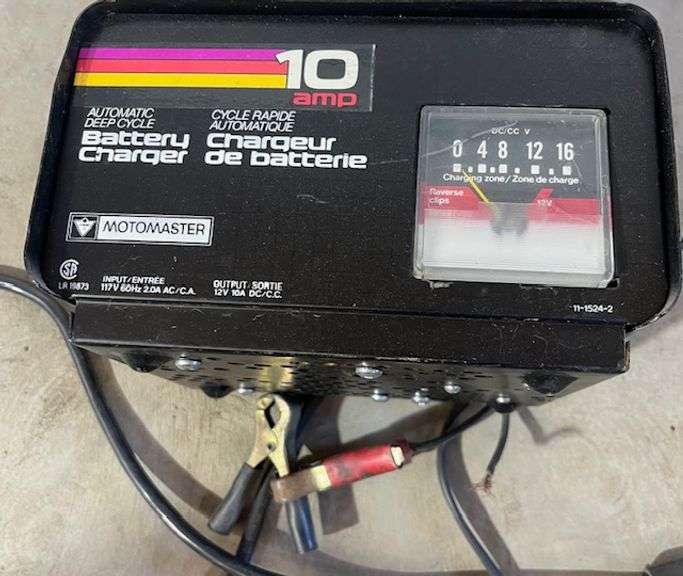 10
amp
AUTOMATIC
DEEP CYCLE
Battery
Charger
CYCLE RAPIDE
AUTOMATIQUE
Chargeur
de batterie
DC/CC V
0 4 8 12 16
Charging zone/Zone de charge
Reverse
clips
12V
MOTOMASTER
LR 19873
INPUT/ENTRÉE
117V 60Hz 2.0A AC/C.A.
OUTPUT/SORTIE
12V 10A DC/C.C.
11-1524-2